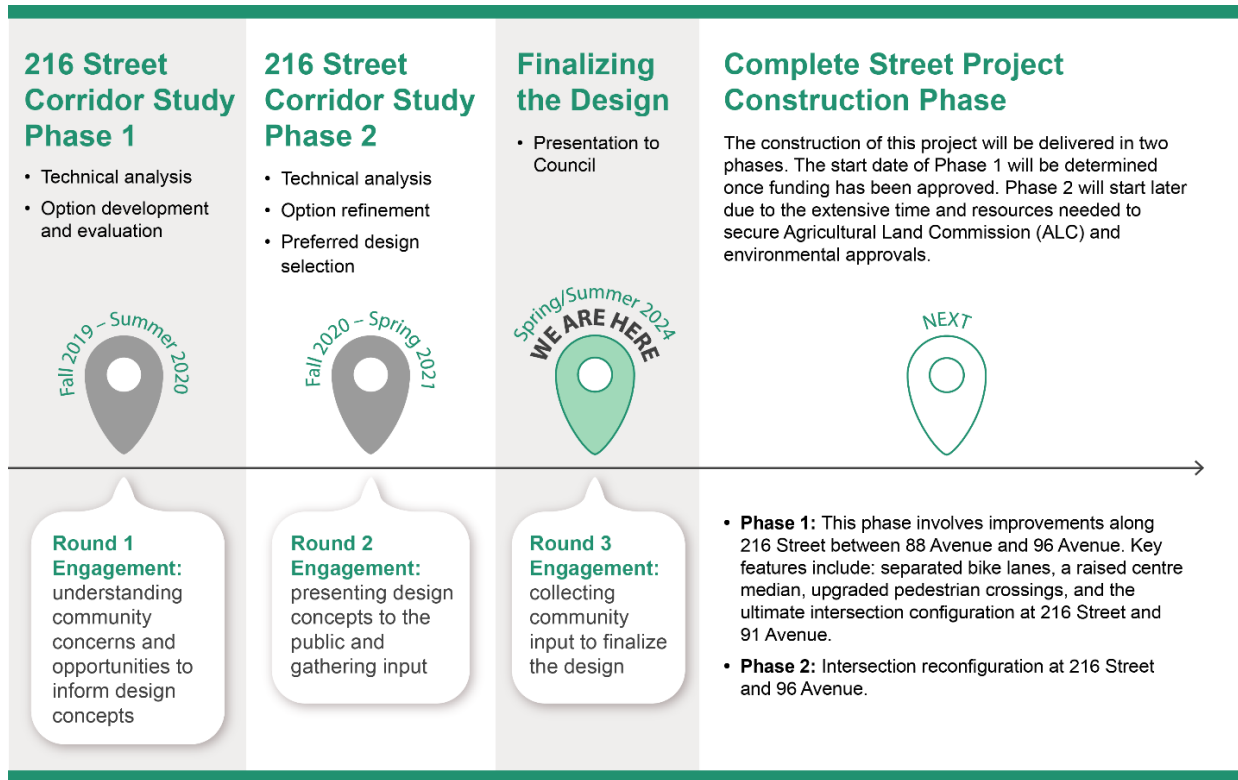 216 Street
Corridor Study
Phase 1
• Technical analysis
• Option development
and evaluation
Fall 2019 – Summer 2020
Round 1
Engagement:
understanding
community
concerns and
opportunities to
inform design
concepts
216 Street
Corridor Study
Phase 2
• Technical analysis
• Option refinement
• Preferred design
selection
Fall 2020 – Spring 2021
Round 2
Engagement:
presenting design
concepts to the
public and
gathering input
Finalizing
the Design
• Presentation to
Council
Spring/Summer 2024
WE ARE HERE
Round 3
Engagement:
collecting
community
input to finalize
the design
Complete Street Project
Construction Phase
The construction of this project will be delivered in two
phases. The start date of Phase 1 will be determined
once funding has been approved. Phase 2 will start later
due to the extensive time and resources needed to
secure Agricultural Land Commission (ALC) and
environmental approvals.
NEXT
• Phase 1: This phase involves improvements along
216 Street between 88 Avenue and 96 Avenue. Key
features include: separated bike lanes, a raised centre
median, upgraded pedestrian crossings, and the
ultimate intersection configuration at 216 Street and
91 Avenue.
• Phase 2: Intersection reconfiguration at 216 Street
and 96 Avenue.